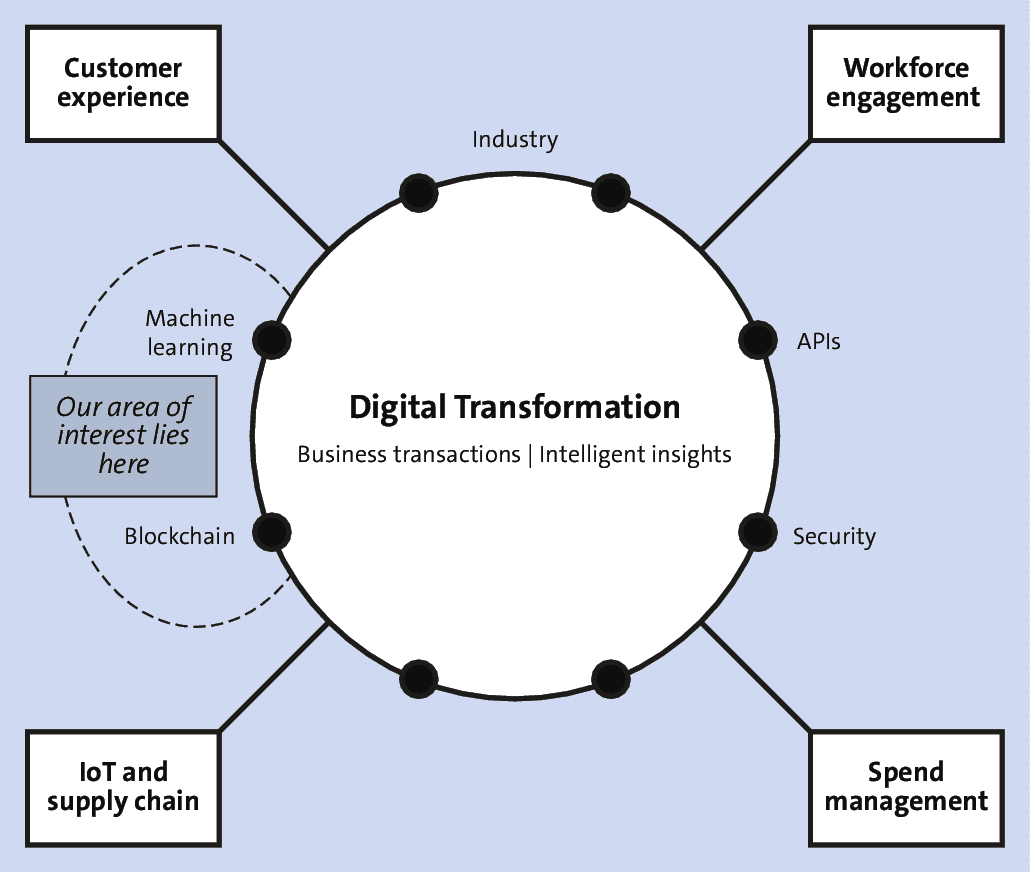 Customer
experience
Workforce
engagement
Industry
Machine
learning
APIs
Our area of
interest lies
here
Digital Transformation
Business transactions | Intelligent insights
Blockchain
Security
IoT and
supply chain
Spend
management